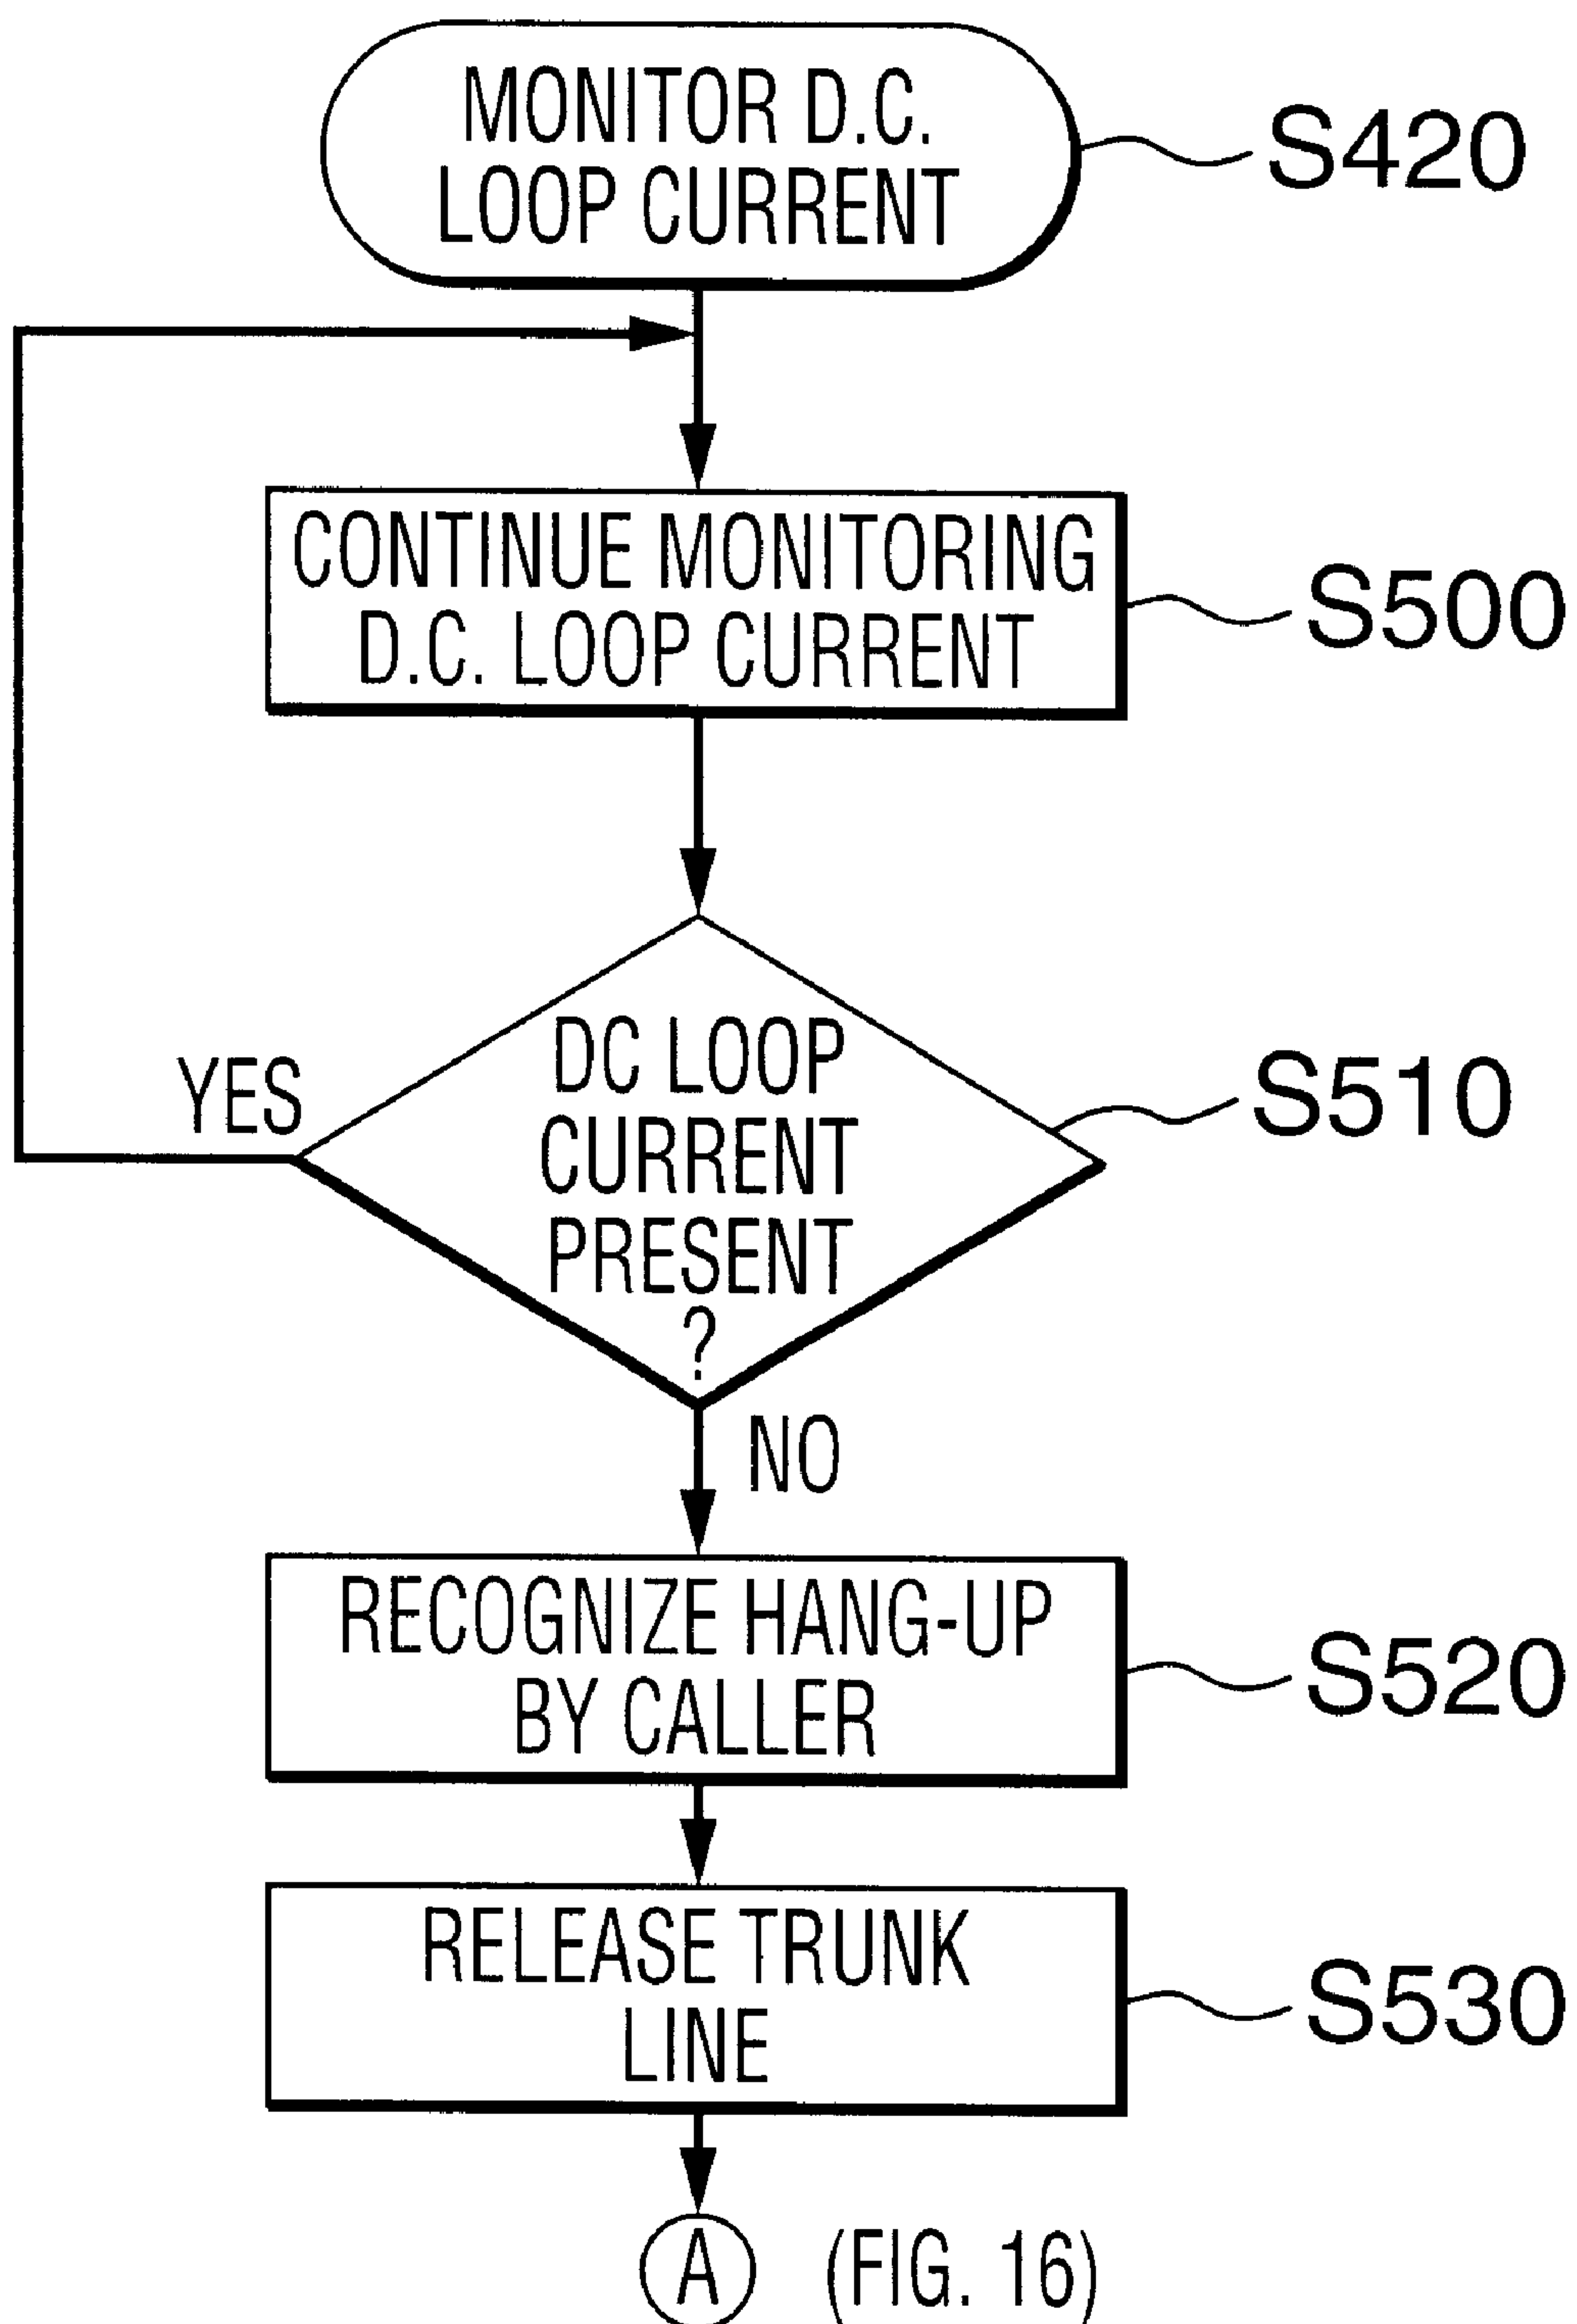 MONITOR D.C.
LOOP CURRENT
S420
CONTINUE MONITORING
D.C. LOOP CURRENT
S500
DC LOOP
CURRENT
PRESENT
?
YES
S510
NO
RECOGNIZE HANG-UP
BY CALLER
S520
RELEASE TRUNK
LINE
S530
A (FIG. 16)